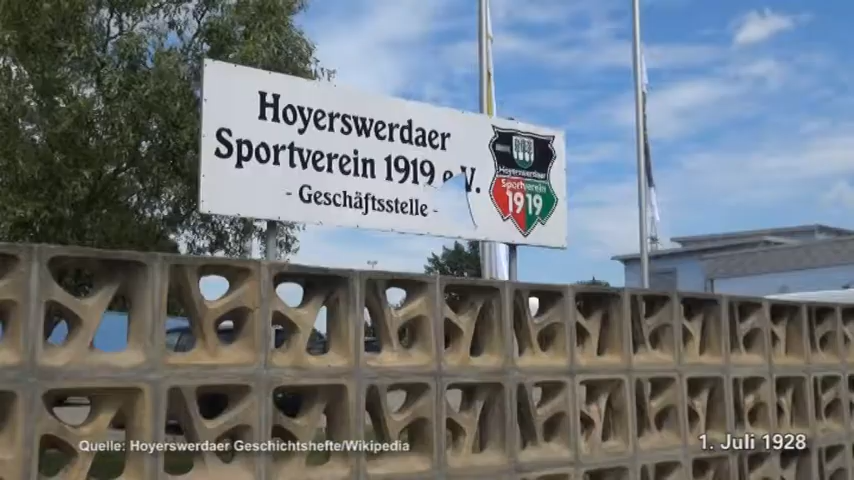 Hoyerswerdaer
Sportverein 1919 e.V.
- Geschäftsstelle -
Hoyerswerdaer
Sportverein
1919
Quelle: Hoyerswerdaer Geschichtshefte/Wikipedia
1. Juli 1928